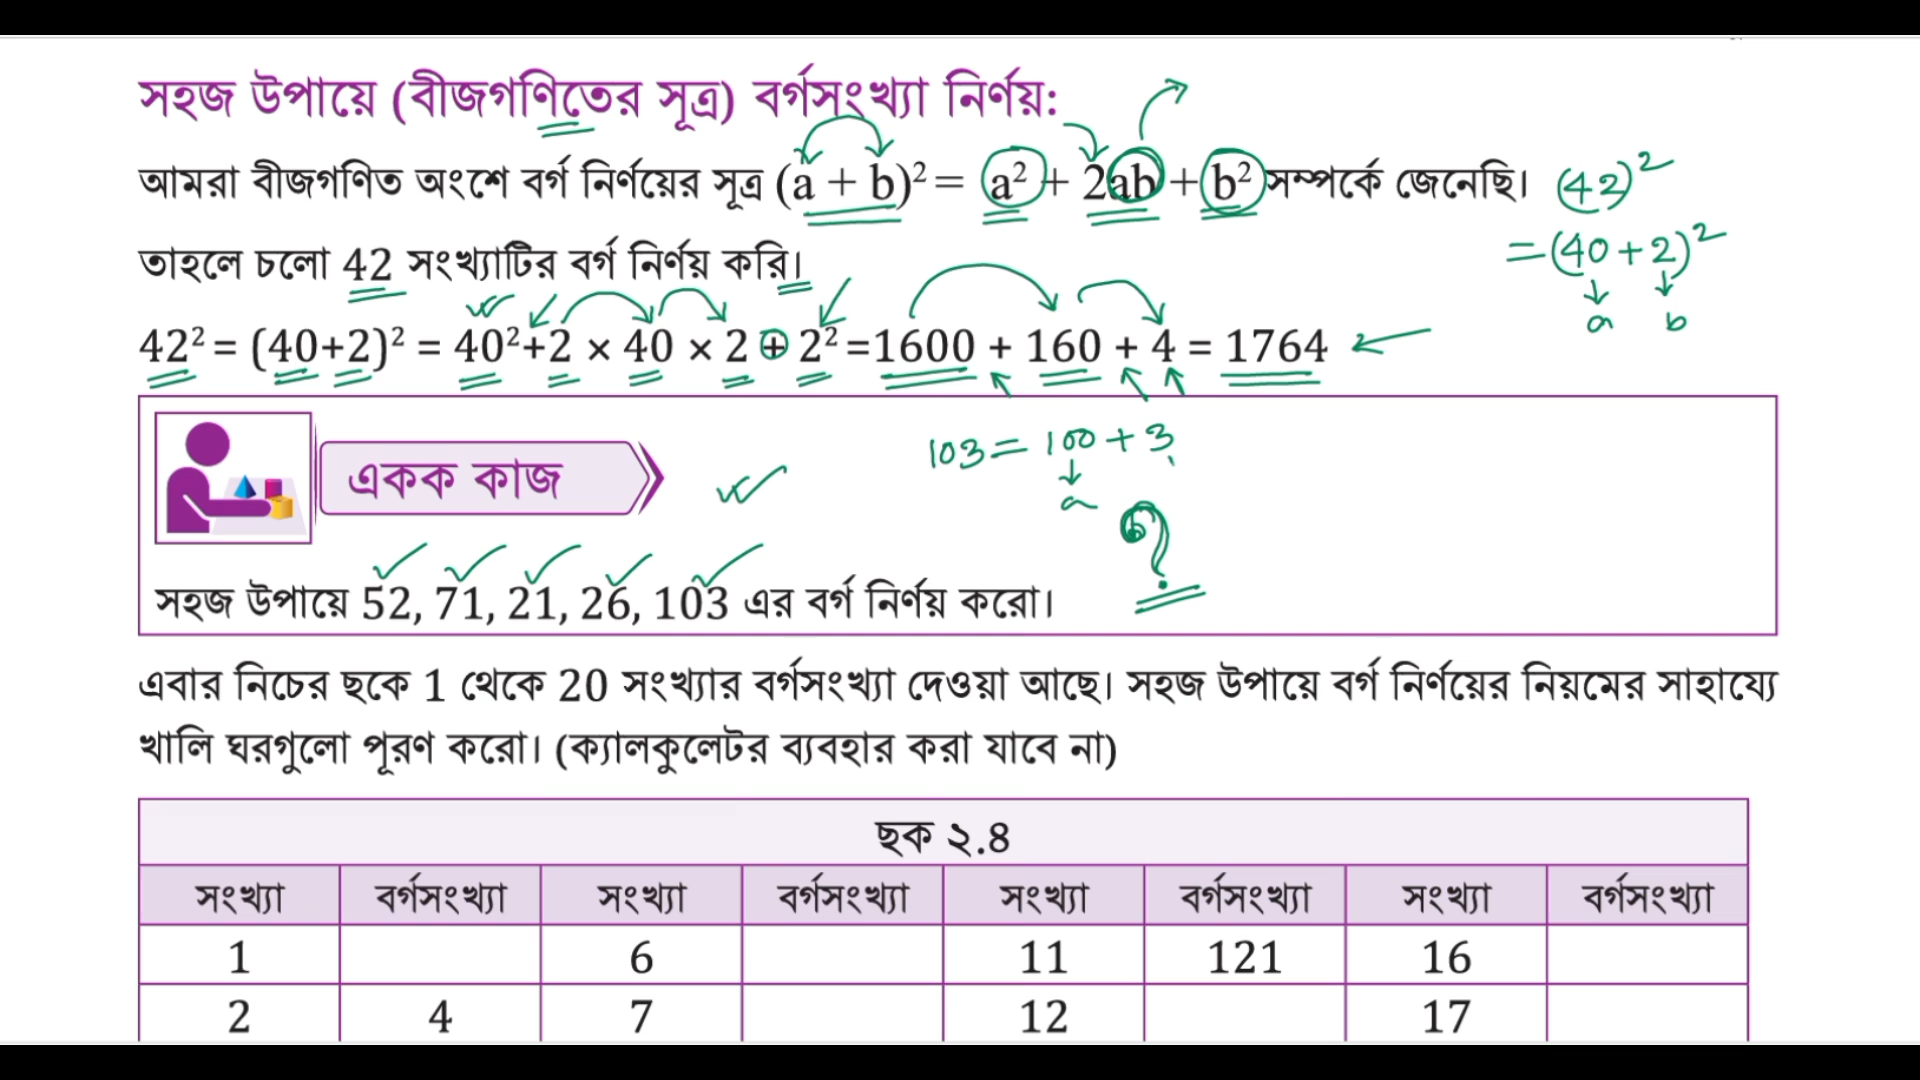 সহজ উপায়ে (বীজগণিতের সূত্র) বর্গসংখ্যা নির্ণয়:
আমরা বীজগণিত অংশে বর্গ নির্ণয়ের সূত্র (a + b)² = a² + 2ab + b² সম্পর্কে জেনেছি।
(42)²
= (40+2)²
a b
তাহলে চলো 42 সংখ্যাটির বর্গ নির্ণয় করি।
42² = (40+2)² = 40²+2 × 40 × 2 + 2² =1600 + 160 + 4 = 1764
103 = 100 + 3
a b ?
একক কাজ
সহজ উপায়ে 52, 71, 21, 26, 103 এর বর্গ নির্ণয় করো।
এবার নিচের ছকে 1 থেকে 20 সংখ্যার বর্গসংখ্যা দেওয়া আছে। সহজ উপায়ে বর্গ নির্ণয়ের নিয়মের সাহায্যে
খালি ঘরগুলো পূরণ করো। (ক্যালকুলেটর ব্যবহার করা যাবে না)
ছক ২.৪
সংখ্যা বর্গসংখ্যা সংখ্যা বর্গসংখ্যা সংখ্যা বর্গসংখ্যা সংখ্যা বর্গসংখ্যা
1 6 11 121 16
2 4 7 12 17